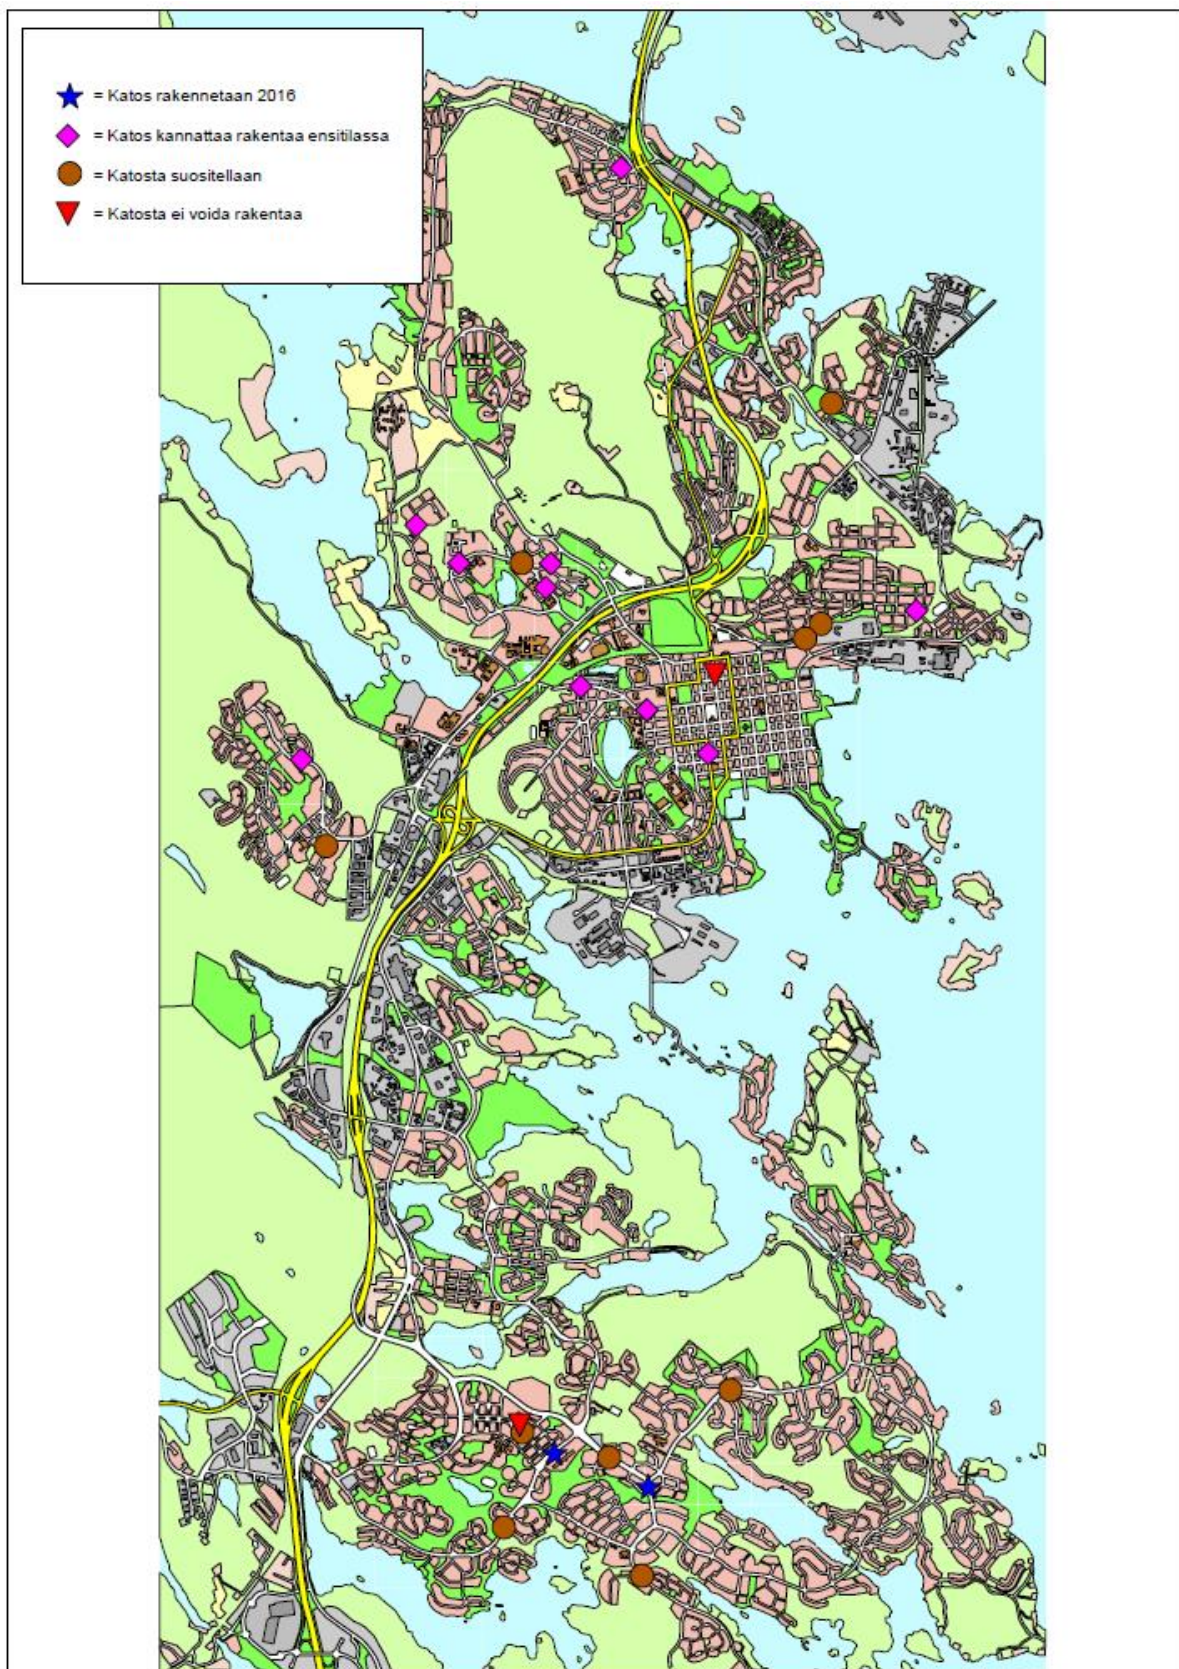 = Katos rakennetaan 2016
= Katos kannattaa rakentaa ensitilassa
= Katosta suositellaan
= Katosta ei voida rakentaa